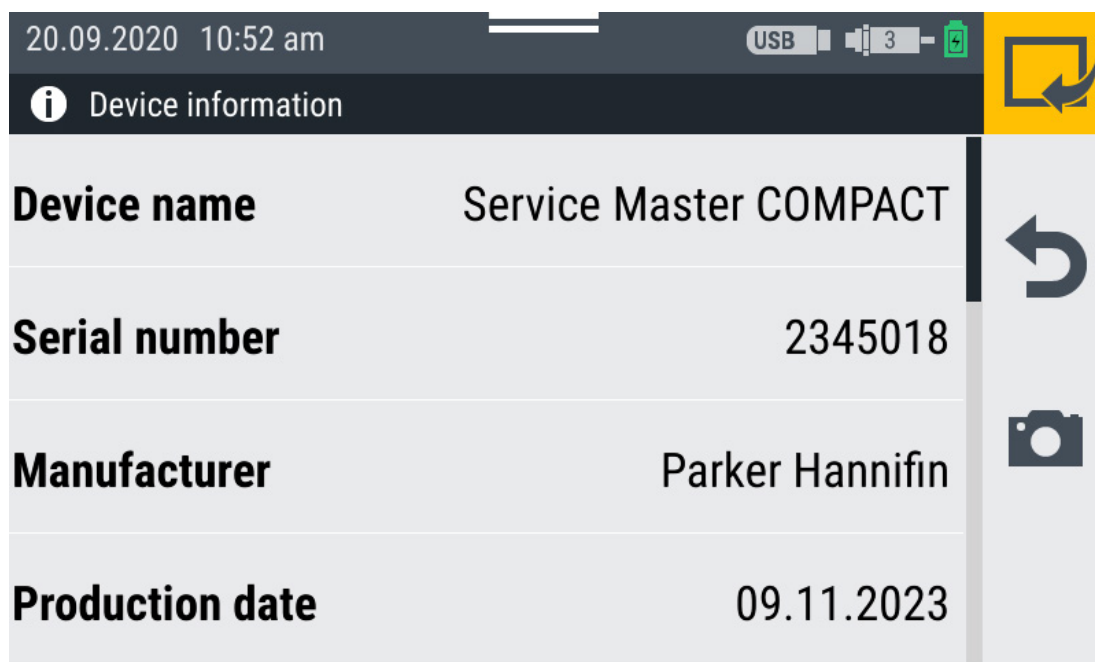 20.09.2020 10:52 am USB 3
i Device information
Device name Service Master COMPACT
Serial number 2345018
Manufacturer Parker Hannifin
Production date 09.11.2023